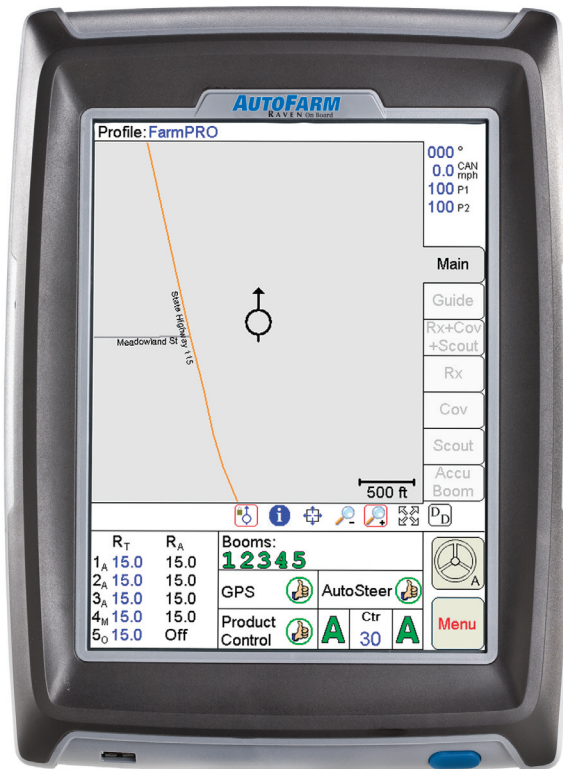 AUTOFARM
RAVEN On Board
Profile: FarmPRO
000 °
0.0 CAN mph
100 P1
100 P2
Main
Guide
Rx+Cov
+Scout
Rx
Cov
Scout
Accu
Boom
State Highway 115
Meadowland St
500 ft
i
DD
RT RA
1A 15.0 15.0
2A 15.0 15.0
3A 15.0 15.0
4M 15.0 15.0
5O 15.0 Off
Booms:
12345
GPS
AutoSteer
Product
Control
A
Ctr
30
A
A
Menu